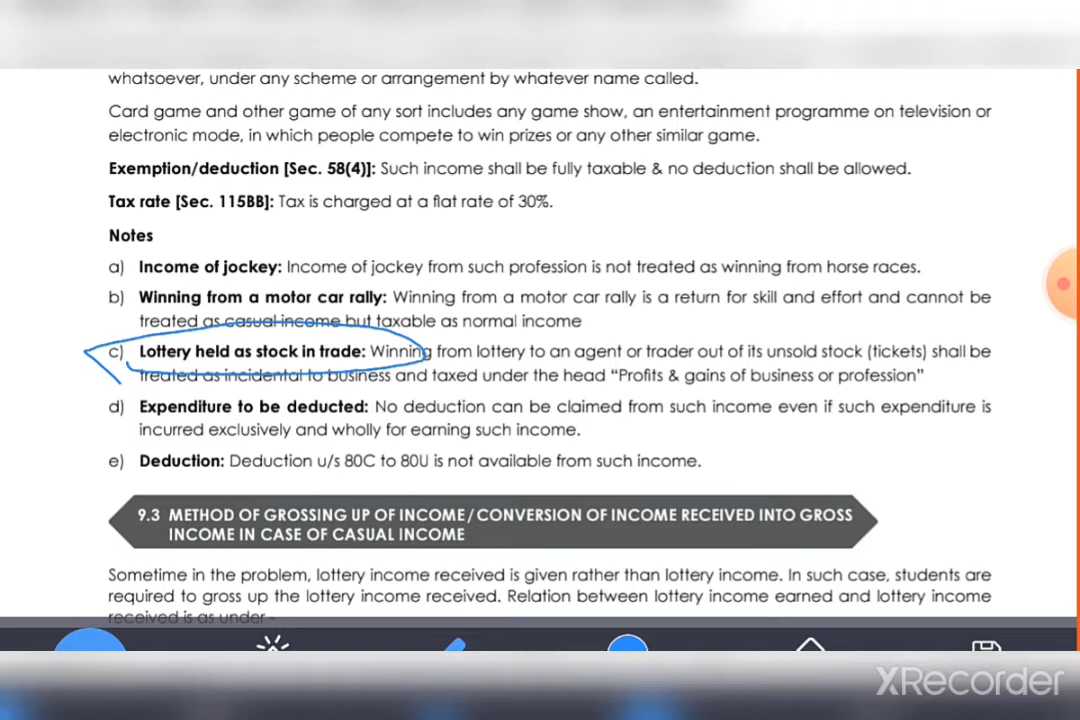 whatsoever, under any scheme or arrangement by whatever name called.
Card game and other game of any sort includes any game show, an entertainment programme on television or
electronic mode, in which people compete to win prizes or any other similar game.
Exemption/deduction [Sec. 58(4)]: Such income shall be fully taxable & no deduction shall be allowed.
Tax rate [Sec. 115BB]: Tax is charged at a flat rate of 30%.
Notes
a) Income of jockey: Income of jockey from such profession is not treated as winning from horse races.
b) Winning from a motor car rally: Winning from a motor car rally is a return for skill and effort and cannot be
treated as casual income but taxable as normal income
c) Lottery held as stock in trade: Winning from lottery to an agent or trader out of its unsold stock (tickets) shall be
treated as incidental to business and taxed under the head “Profits & gains of business or profession”
d) Expenditure to be deducted: No deduction can be claimed from such income even if such expenditure is
incurred exclusively and wholly for earning such income.
e) Deduction: Deduction u/s 80C to 80U is not available from such income.
9.3 METHOD OF GROSSING UP OF INCOME/CONVERSION OF INCOME RECEIVED INTO GROSS
INCOME IN CASE OF CASUAL INCOME
Sometime in the problem, lottery income received is given rather than lottery income. In such case, students are
required to gross up the lottery income received. Relation between lottery income earned and lottery income
received is as under -
XRecorder